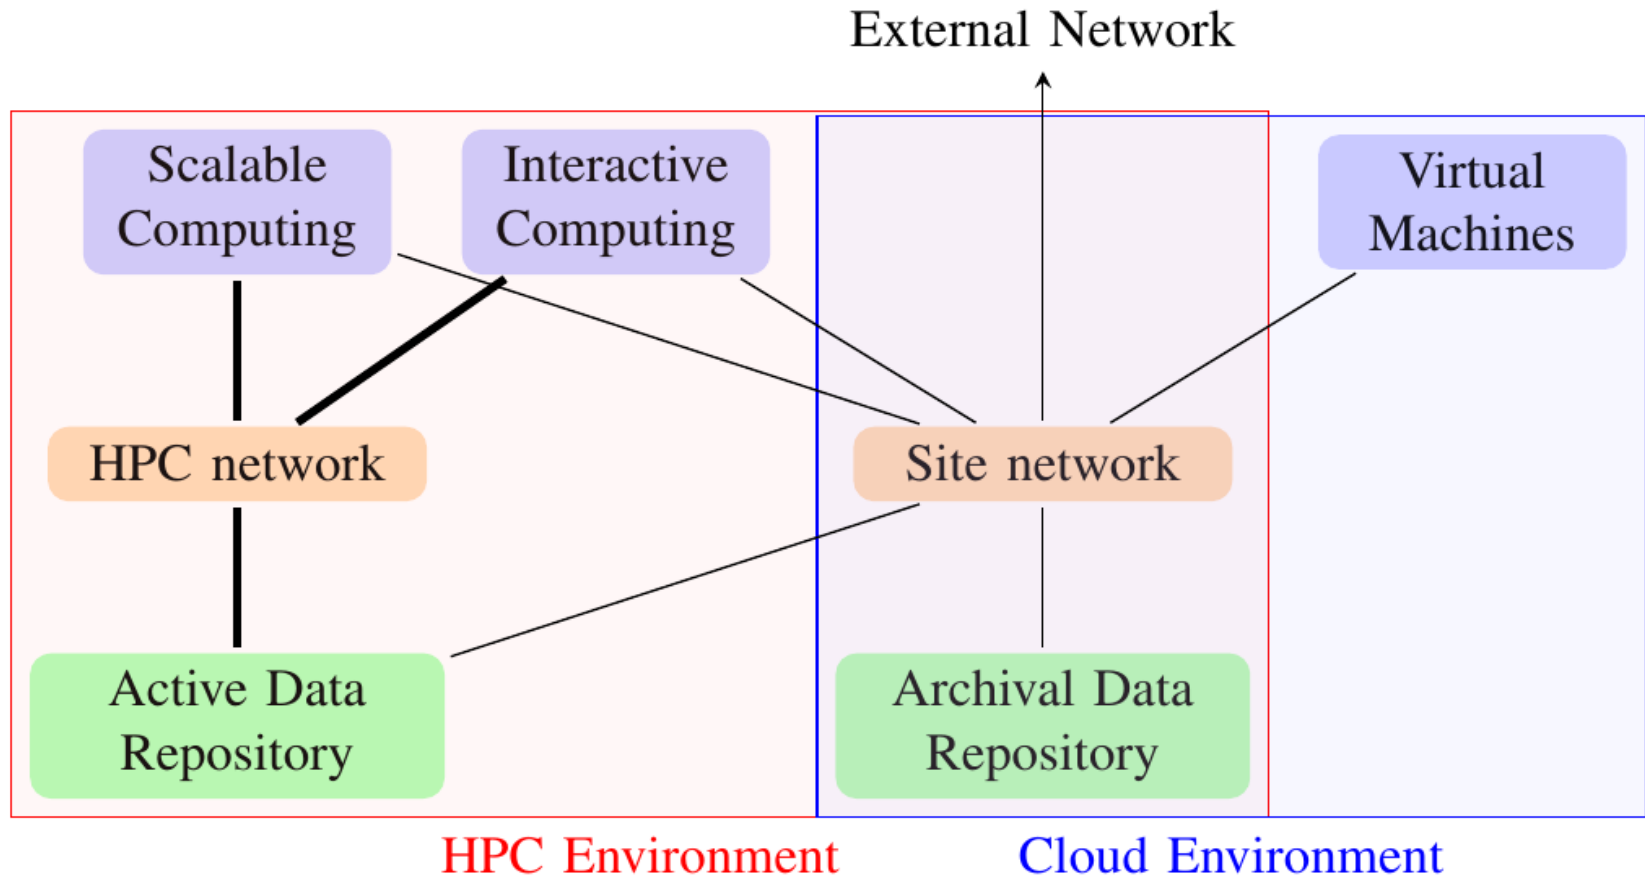 External Network
Scalable
Computing
Interactive
Computing
Virtual
Machines
HPC network
Site network
Active Data
Repository
Archival Data
Repository
HPC Environment
Cloud Environment